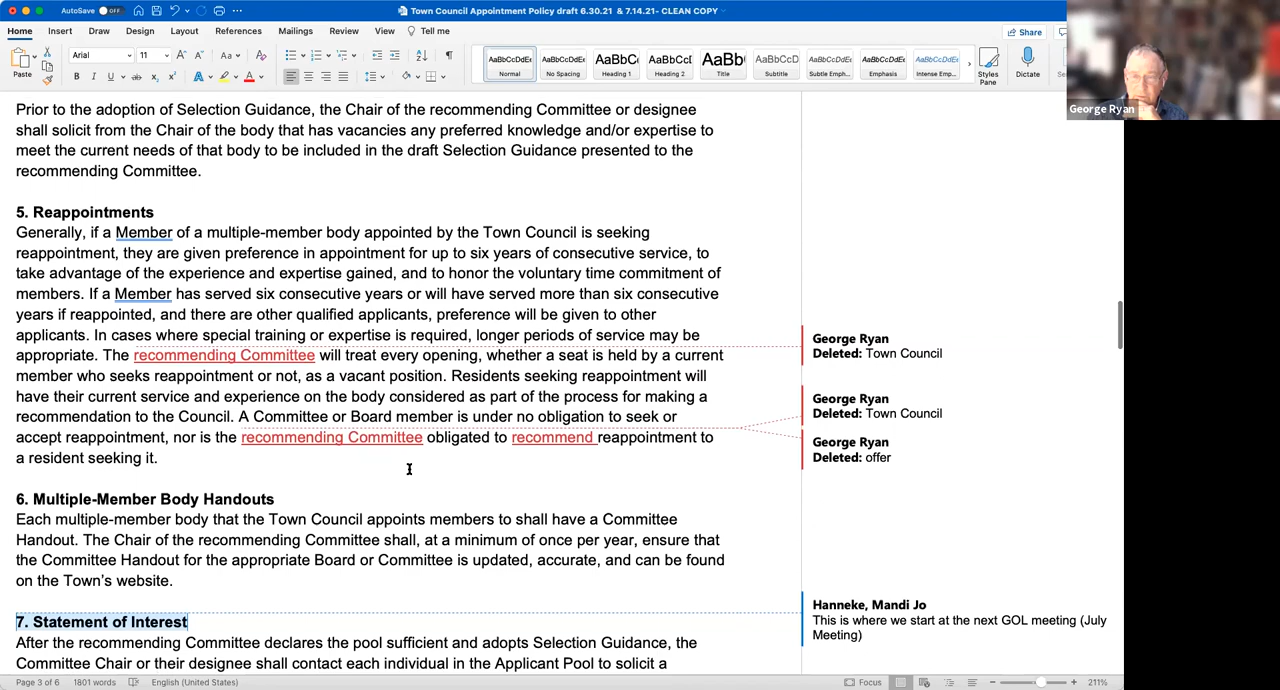 AutoSave OFF
Town Council Appointment Policy draft 6.30.21 & 7.14.21- CLEAN COPY
Home Insert Draw Design Layout References Mailings Review View Tell me
Share
Paste
Arial 11
Aa
AaBbCcDdEe AaBbCcDdEe AaBbC AaBbCcD AaBb AaBbCcDdE AaBbCcDdEe AaBbCcDdEe AaBbCcDdEe
Normal No Spacing Heading 1 Heading 2 Title Subtitle Subtle Emph... Emphasis Intense Emp...
Styles Pane
Dictate
George Ryan
Prior to the adoption of Selection Guidance, the Chair of the recommending Committee or designee
shall solicit from the Chair of the body that has vacancies any preferred knowledge and/or expertise to
meet the current needs of that body to be included in the draft Selection Guidance presented to the
recommending Committee.
5. Reappointments
Generally, if a Member of a multiple-member body appointed by the Town Council is seeking
reappointment, they are given preference in appointment for up to six years of consecutive service, to
take advantage of the experience and expertise gained, and to honor the voluntary time commitment of
members. If a Member has served six consecutive years or will have served more than six consecutive
years if reappointed, and there are other qualified applicants, preference will be given to other
applicants. In cases where special training or expertise is required, longer periods of service may be
appropriate. The recommending Committee will treat every opening, whether a seat is held by a current
member who seeks reappointment or not, as a vacant position. Residents seeking reappointment will
have their current service and experience on the body considered as part of the process for making a
recommendation to the Council. A Committee or Board member is under no obligation to seek or
accept reappointment, nor is the recommending Committee obligated to recommend reappointment to
a resident seeking it.
George Ryan
Deleted: Town Council
George Ryan
Deleted: Town Council
George Ryan
Deleted: offer
6. Multiple-Member Body Handouts
Each multiple-member body that the Town Council appoints members to shall have a Committee
Handout. The Chair of the recommending Committee shall, at a minimum of once per year, ensure that
the Committee Handout for the appropriate Board or Committee is updated, accurate, and can be found
on the Town's website.
7. Statement of Interest
After the recommending Committee declares the pool sufficient and adopts Selection Guidance, the
Committee Chair or their designee shall contact each individual in the Applicant Pool to solicit a
Hanneke, Mandi Jo
This is where we start at the next GOL meeting (July
Meeting)
Page 3 of 6 1801 words English (United States) Focus 211%